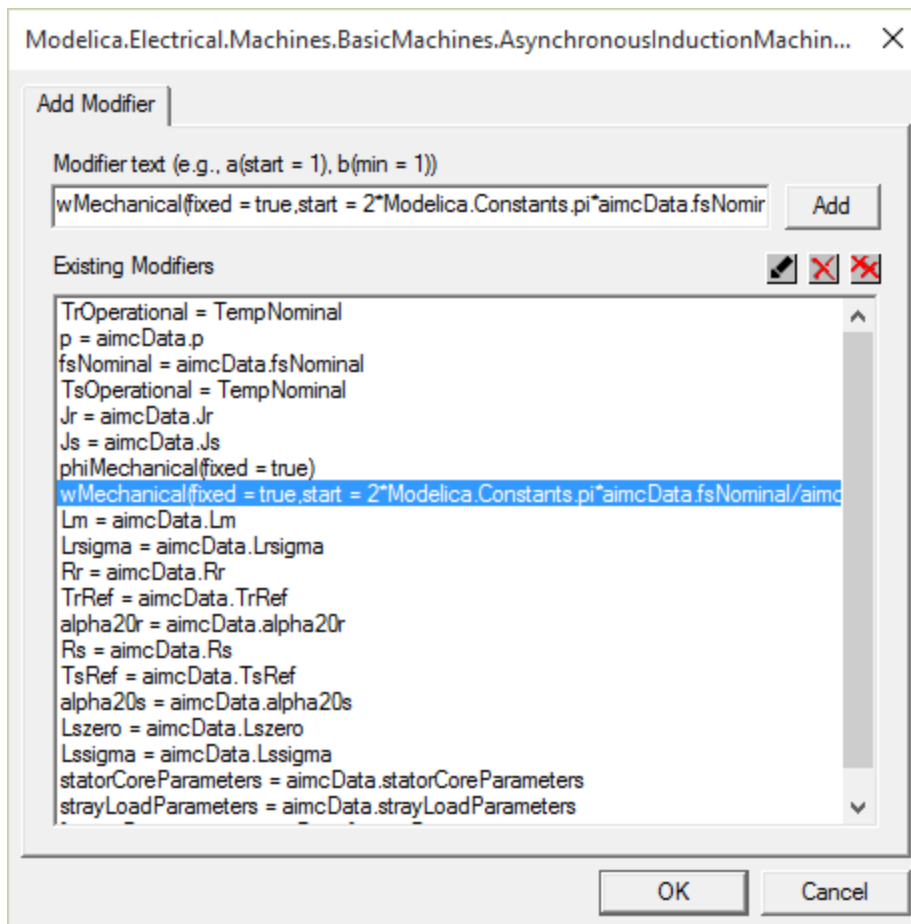 Modelica.Electrical.Machines.BasicMachines.AsynchronousInductionMachin...
Add Modifier
Modifier text (e.g., a(start = 1), b(min = 1))
wMechanical(fixed = true,start = 2*Modelica.Constants.pi*aimcData.fsNomir
Add
Existing Modifiers
TrOperational = TempNominal
p = aimcData.p
fsNominal = aimcData.fsNominal
TsOperational = TempNominal
Jr = aimcData.Jr
Js = aimcData.Js
phiMechanical(fixed = true)
wMechanical(fixed = true,start = 2*Modelica.Constants.pi*aimcData.fsNominal/aimc
Lm = aimcData.Lm
Lrsigma = aimcData.Lrsigma
Rr = aimcData.Rr
TrRef = aimcData.TrRef
alpha20r = aimcData.alpha20r
Rs = aimcData.Rs
TsRef = aimcData.TsRef
alpha20s = aimcData.alpha20s
Lszero = aimcData.Lszero
Lssigma = aimcData.Lssigma
statorCoreParameters = aimcData.statorCoreParameters
strayLoadParameters = aimcData.strayLoadParameters
OK
Cancel